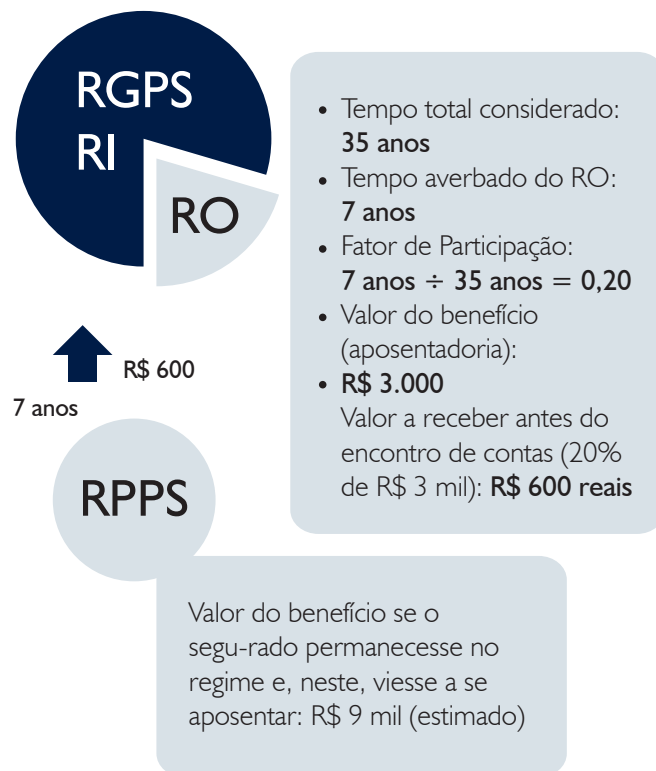 RGPS
RI
RO
• Tempo total considerado:
35 anos
• Tempo averbado do RO:
7 anos
• Fator de Participação:
7 anos ÷ 35 anos = 0,20
• Valor do benefício
(aposentadoria):
• R$ 3.000
Valor a receber antes do
encontro de contas (20%
de R$ 3 mil): R$ 600 reais
R$ 600
7 anos
RPPS
Valor do benefício se o
segu-rado permanecesse no
regime e, neste, viesse a se
aposentar: R$ 9 mil (estimado)